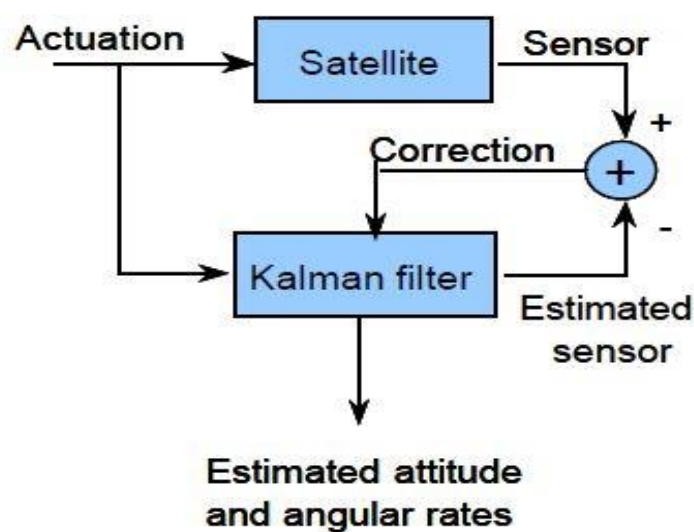 Actuation
Satellite
Sensor
+
Correction
+
-
Kalman filter
Estimated
sensor
Estimated attitude
and angular rates